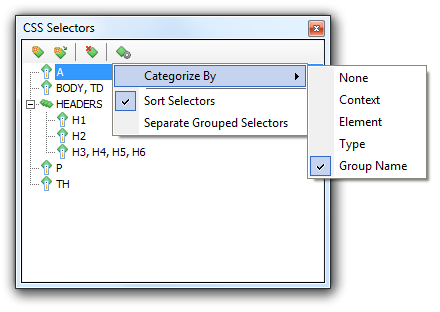 CSS Selectors
A
BODY, TD
HEADERS
H1
H2
H3, H4, H5, H6
P
TH
Categorize By
Sort Selectors
Separate Grouped Selectors
None
Context
Element
Type
Group Name